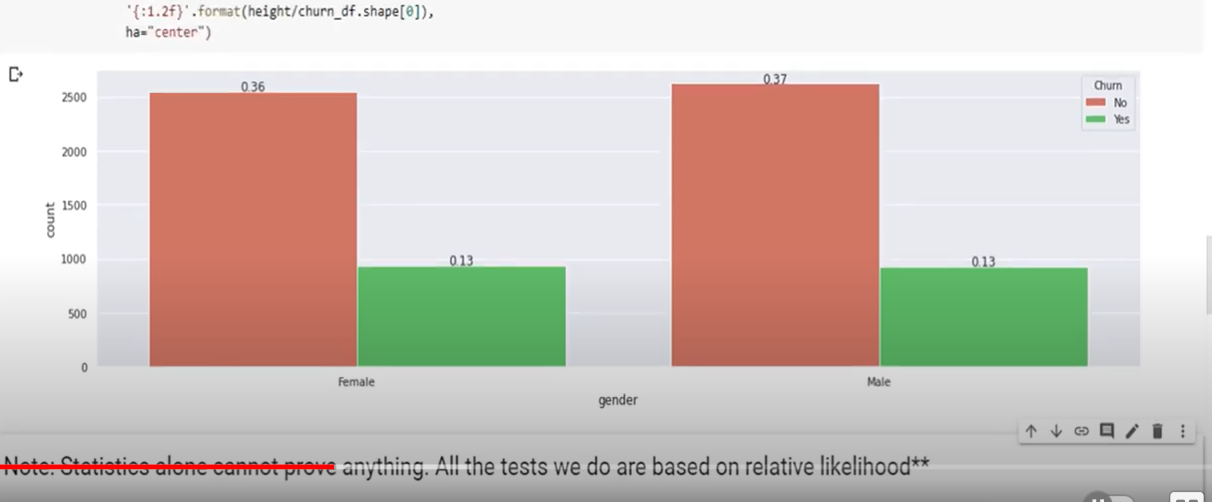 '{:1.2f}'.format(height/churn_df.shape[0]),
ha="center")
0.36
0.37
0.13
0.13
Churn
No
Yes
2500
2000
1500
1000
500
0
count
Female
Male
gender
Note: Statistics alone cannot prove anything. All the tests we do are based on relative likelihood**